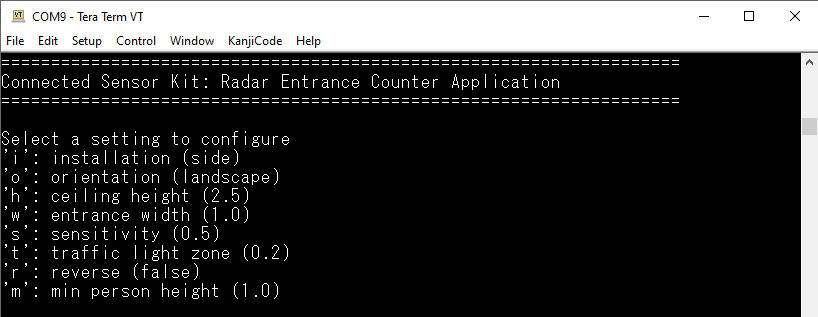 COM9 - Tera Term VT
File Edit Setup Control Window KanjiCode Help
====================================================================
Connected Sensor Kit: Radar Entrance Counter Application
====================================================================
Select a setting to configure
'i': installation (side)
'o': orientation (landscape)
'h': ceiling height (2.5)
'w': entrance width (1.0)
's': sensitivity (0.5)
't': traffic light zone (0.2)
'r': reverse (false)
'm': min person height (1.0)